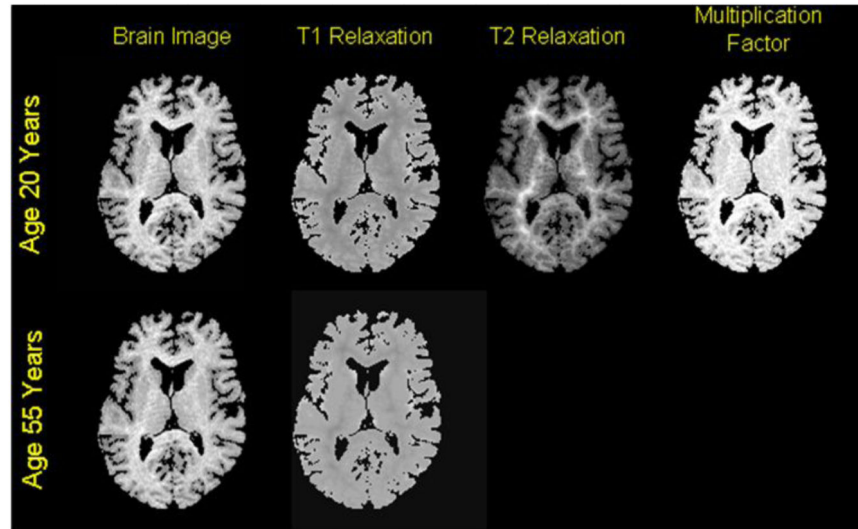 Brain Image
T1 Relaxation
T2 Relaxation
Multiplication
Factor
Age 20 Years
Age 55 Years